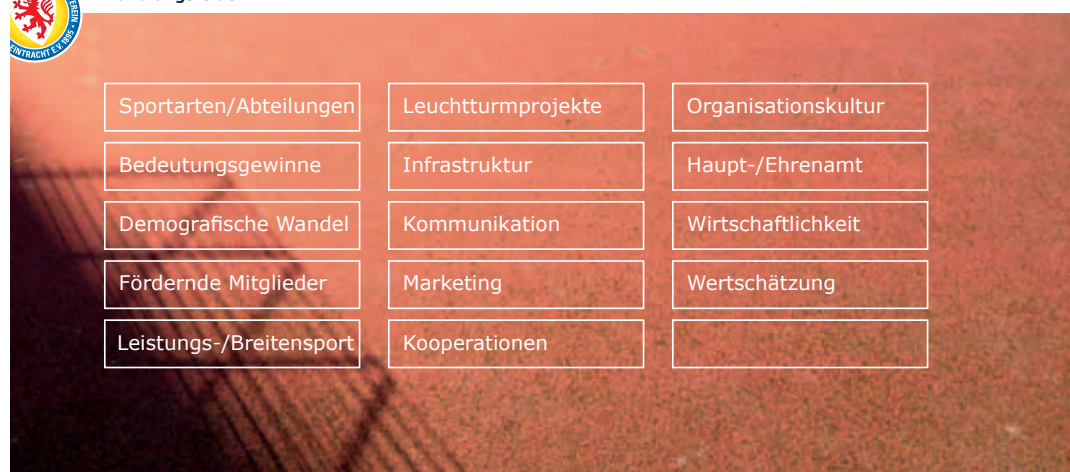 Sportarten/Abteilungen
Leuchtturmprojekte
Organisationskultur
Bedeutungsgewinne
Infrastruktur
Haupt-/Ehrenamt
Demografische Wandel
Kommunikation
Wirtschaftlichkeit
Fördernde Mitglieder
Marketing
Wertschätzung
Leistungs-/Breitensport
Kooperationen